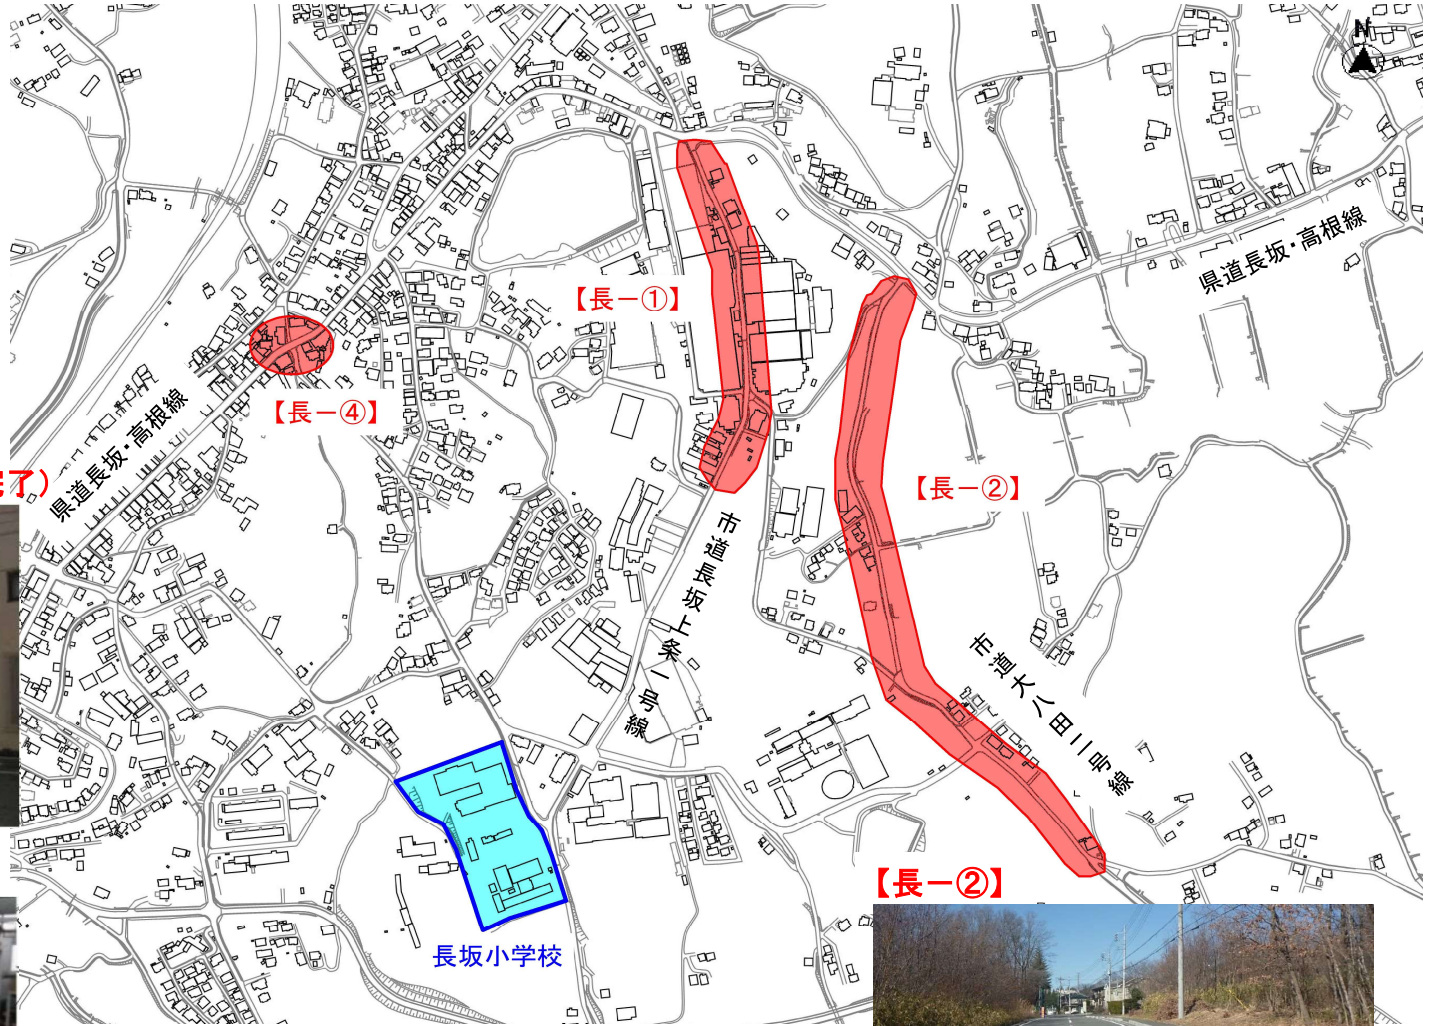 N
県道長坂・高根線
【長－①】
【長－④】
県道長坂・高根線
了）
【長－②】
市道長坂上条一号線
市道大八田二号線
【長－②】
長坂小学校